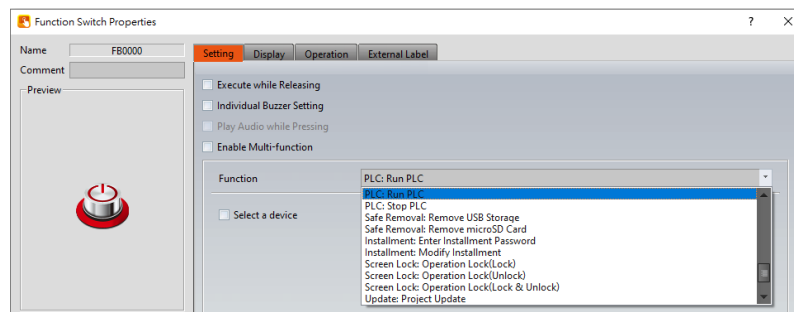 Function Switch Properties
? ×
Name FB0000
Comment
Preview
Setting Display Operation External Label
Execute while Releasing
Individual Buzzer Setting
Play Audio while Pressing
Enable Multi-function
Function PLC: Run PLC
Select a device
PLC: Run PLC
PLC: Stop PLC
Safe Removal: Remove USB Storage
Safe Removal: Remove microSD Card
Installment: Enter Installment Password
Installment: Modify Installment
Screen Lock: Operation Lock(Lock)
Screen Lock: Operation Lock(Unlock)
Screen Lock: Operation Lock(Lock & Unlock)
Update: Project Update